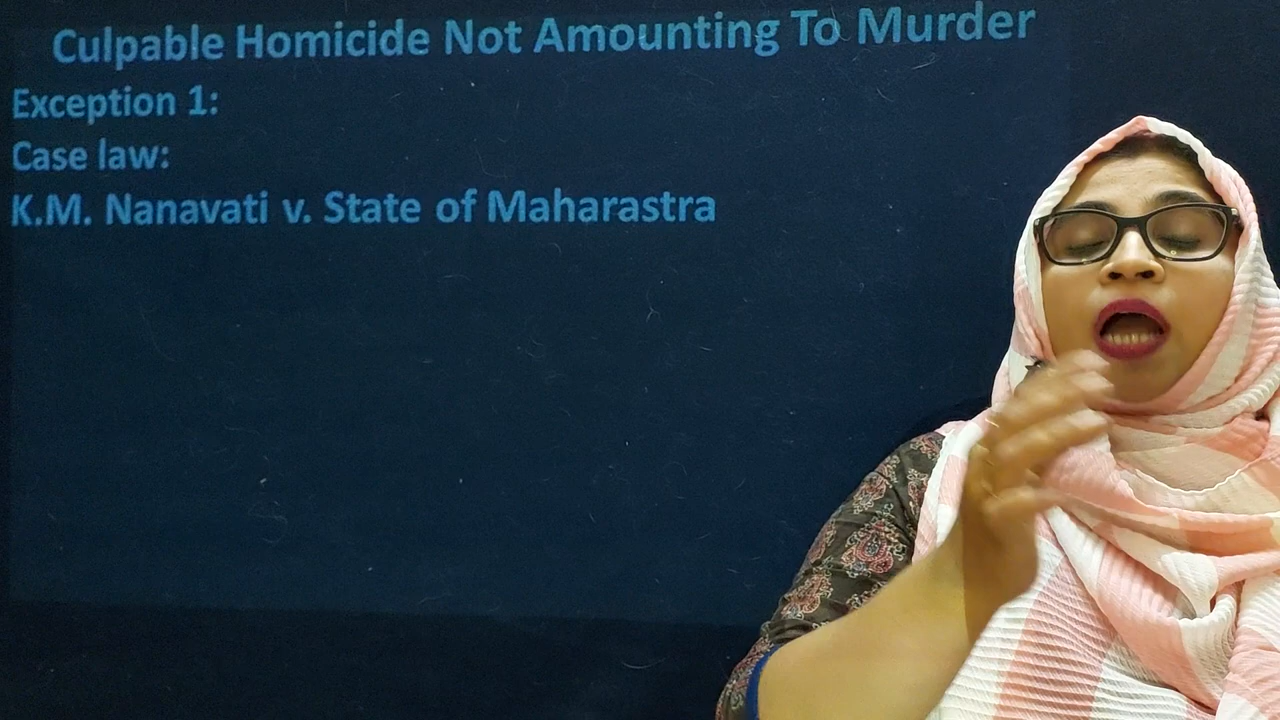 Culpable Homicide Not Amounting To Murder
Exception 1:
Case law:
K.M. Nanavati v. State of Maharastra